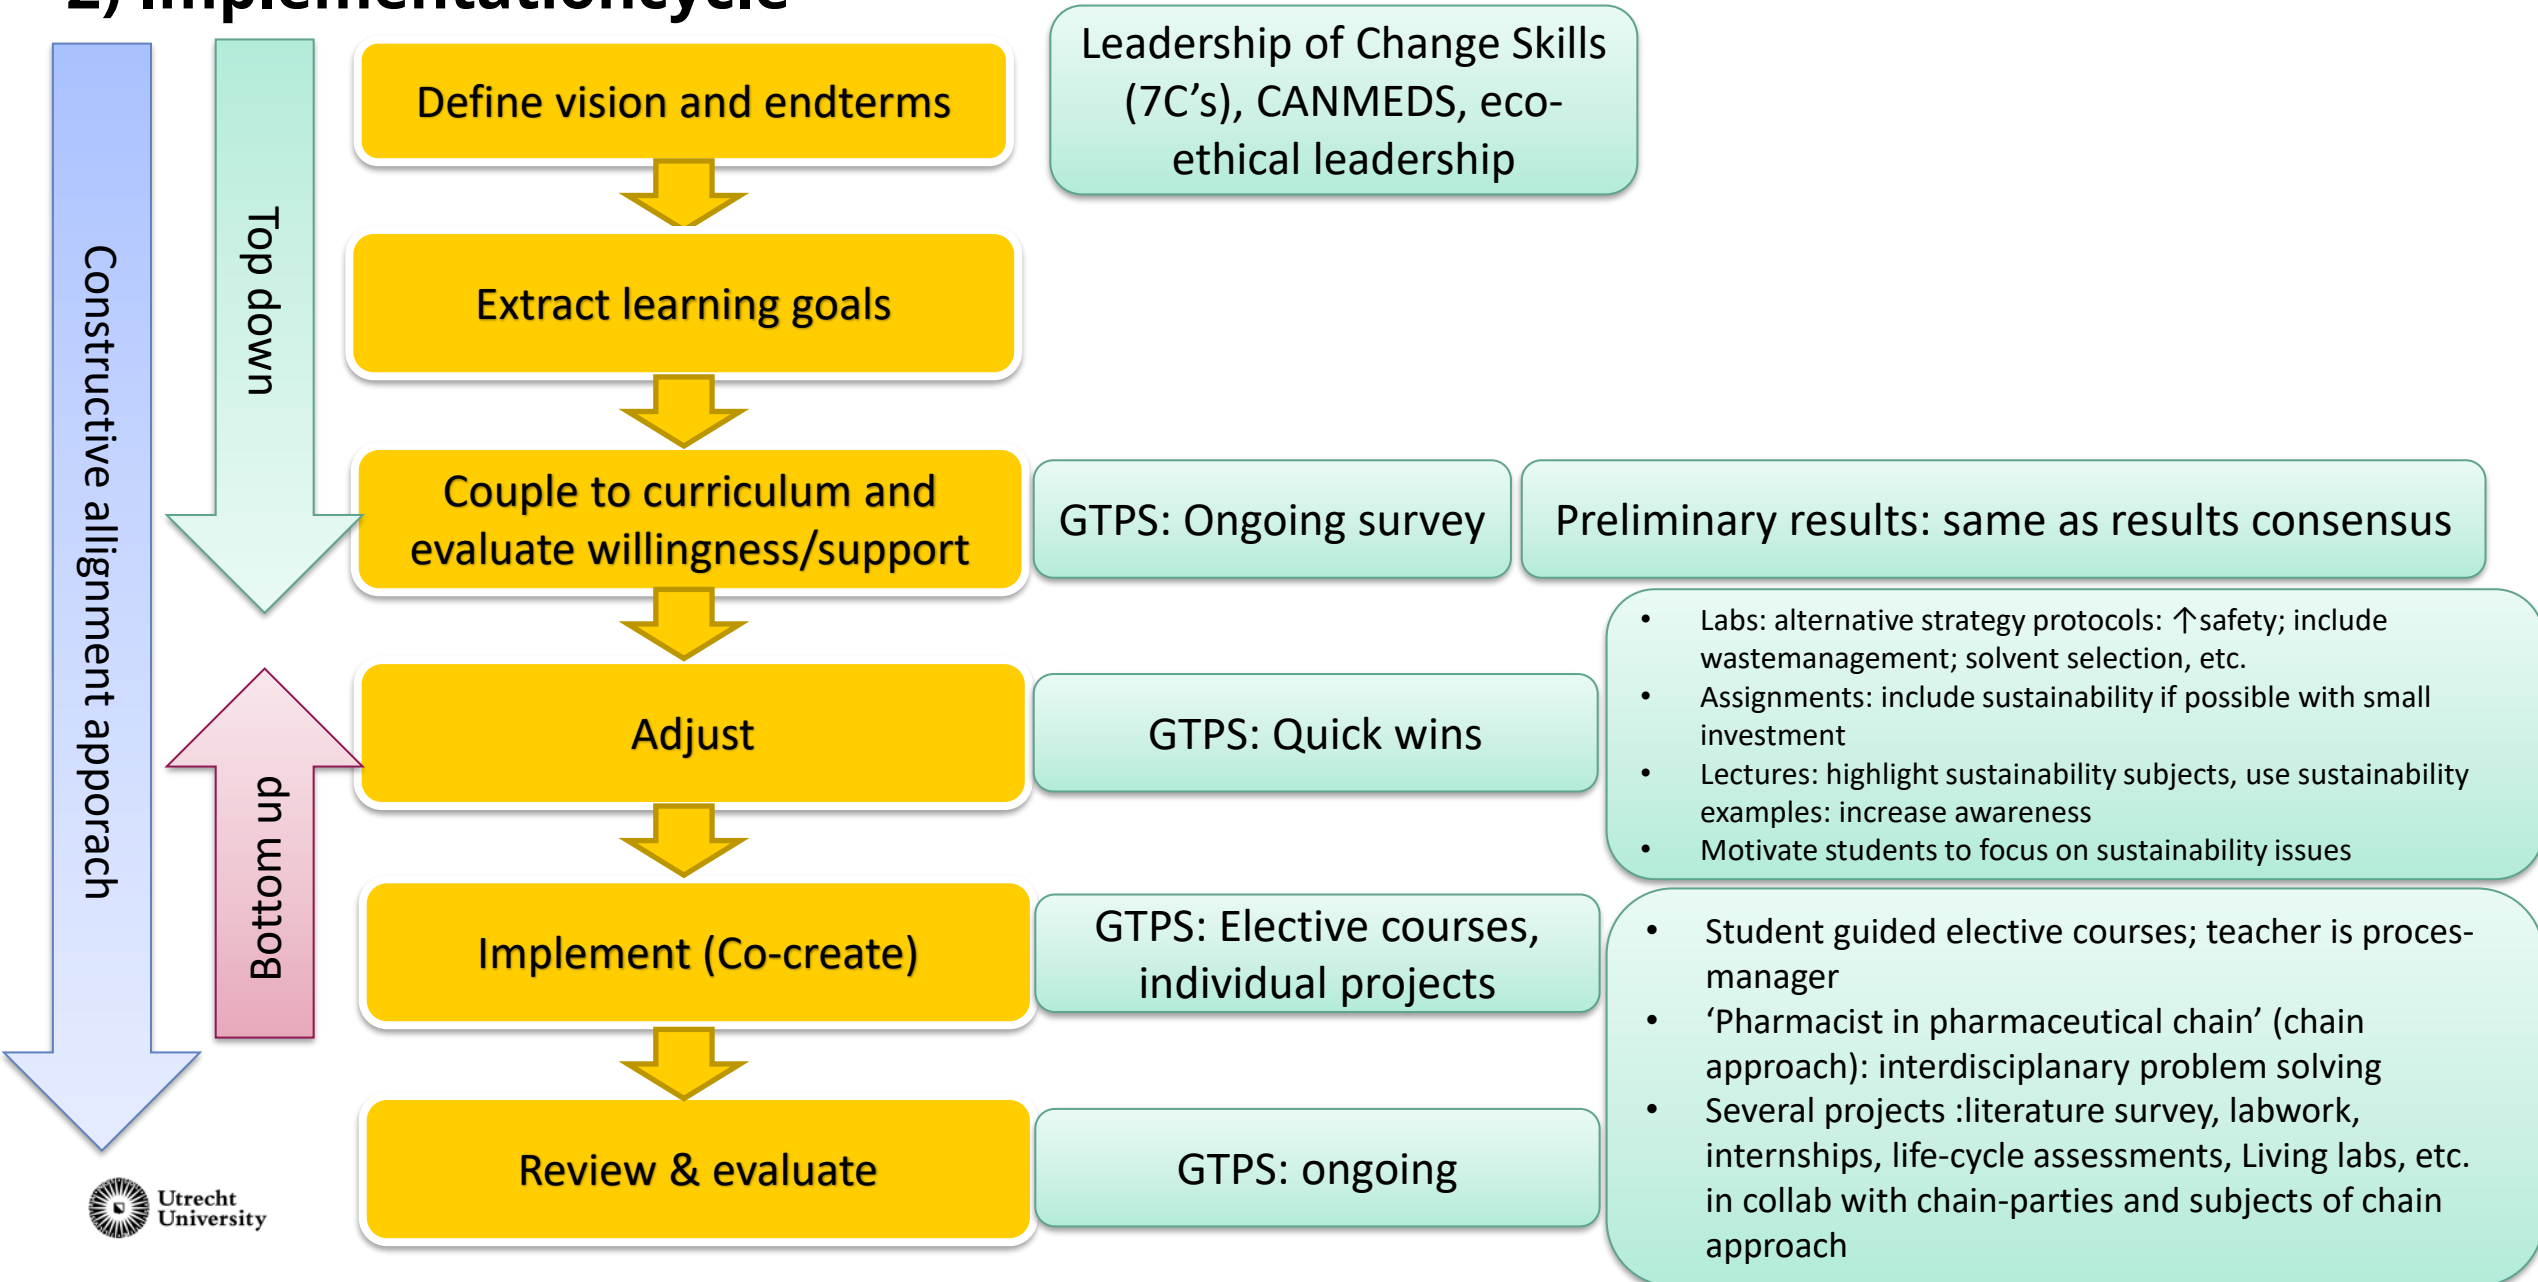 2) Implementationcycle
Constructive allignment apporach
Top down
Bottom up
Define vision and endterms
Leadership of Change Skills
(7C’s), CANMEDS, eco-
ethical leadership
Extract learning goals
Couple to curriculum and
evaluate willingness/support
GTPS: Ongoing survey
Preliminary results: same as results consensus
Adjust
GTPS: Quick wins
• Labs: alternative strategy protocols: ↑safety; include
wastemanagement; solvent selection, etc.
• Assignments: include sustainability if possible with small
investment
• Lectures: highlight sustainability subjects, use sustainability
examples: increase awareness
• Motivate students to focus on sustainability issues
Implement (Co-create)
GTPS: Elective courses,
individual projects
• Student guided elective courses; teacher is proces-
manager
• ‘Pharmacist in pharmaceutical chain’ (chain
approach): interdisciplanary problem solving
• Several projects :literature survey, labwork,
internships, life-cycle assessments, Living labs, etc.
in collab with chain-parties and subjects of chain
approach
Review & evaluate
GTPS: ongoing
Utrecht
University